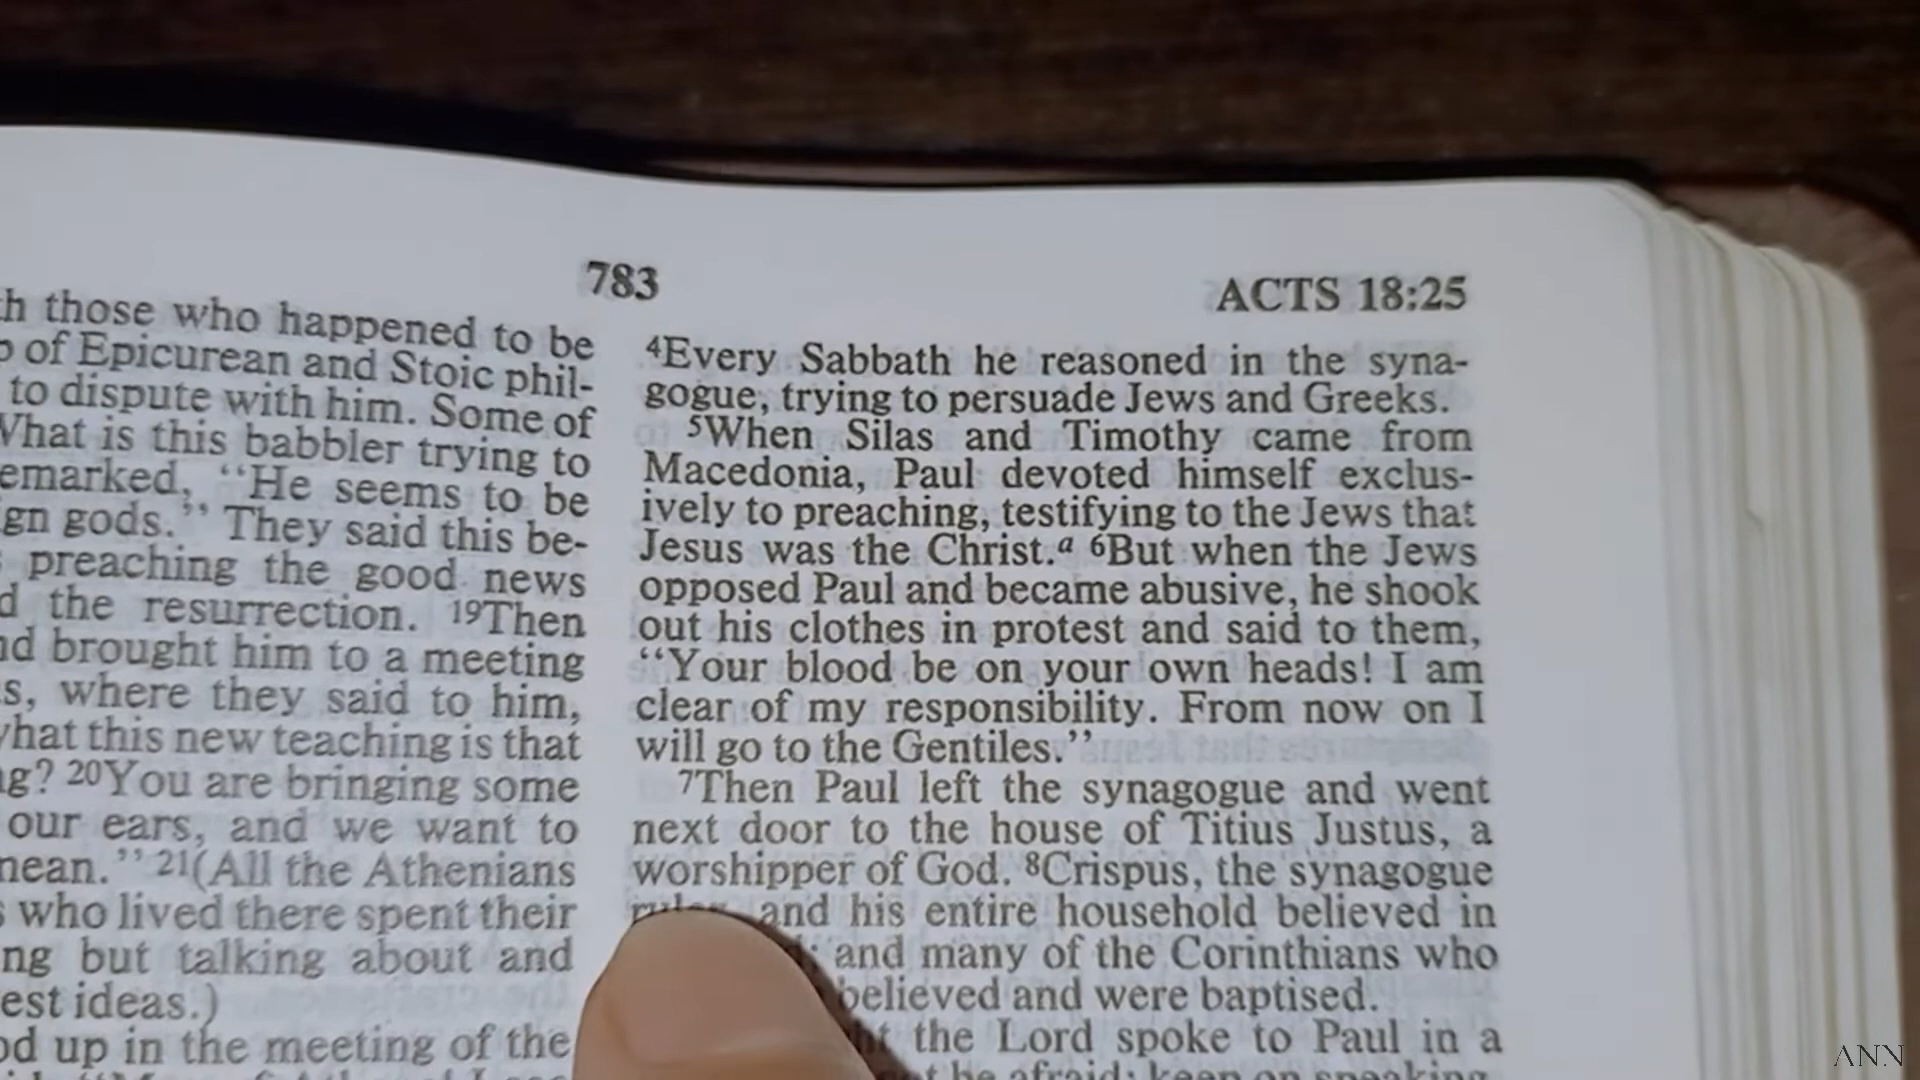 783
ACTS 18:25
those who happened to be
of Epicurean and Stoic phil-
to dispute with him. Some of
What is this babbler trying to
emarked, “He seems to be
ign gods.” They said this be-
preaching the good news
the resurrection. 19Then
brought him to a meeting
where they said to him,
what this new teaching is that
20You are bringing some
our ears, and we want to
mean.” 21(All the Athenians
who lived there spent their
but talking about and
est ideas.)
up in the meeting of the
4Every Sabbath he reasoned in the syna-
gogue, trying to persuade Jews and Greeks.
5When Silas and Timothy came from
Macedonia, Paul devoted himself exclus-
ively to preaching, testifying to the Jews that
Jesus was the Christ.a 6But when the Jews
opposed Paul and became abusive, he shook
out his clothes in protest and said to them,
“Your blood be on your own heads! I am
clear of my responsibility. From now on I
will go to the Gentiles.”
7Then Paul left the synagogue and went
next door to the house of Titius Justus, a
worshipper of God. 8Crispus, the synagogue
and his entire household believed in
and many of the Corinthians who
believed and were baptised.
the Lord spoke to Paul in a
be afraid; keep on speaking
ANN